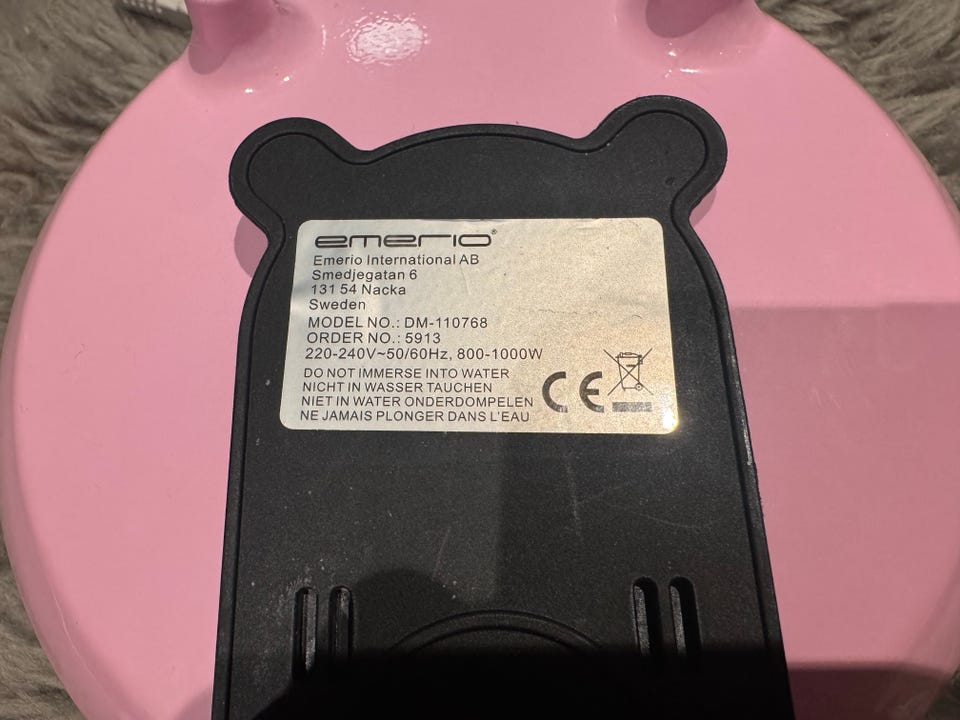 emerio®
Emerio International AB
Smedjegatan 6
131 54 Nacka
Sweden
MODEL NO.: DM-110768
ORDER NO.: 5913
220-240V~50/60Hz, 800-1000W
DO NOT IMMERSE INTO WATER
NICHT IN WASSER TAUCHEN
NIET IN WATER ONDERDOMPELEN
NE JAMAIS PLONGER DANS L'EAU
CE